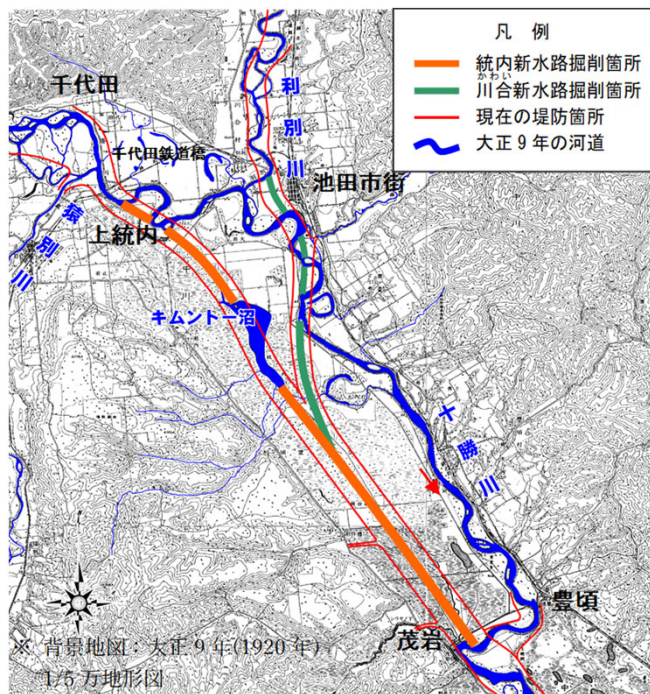 凡 例
統内新水路掘削箇所
かわい
川合新水路掘削箇所
現在の堤防箇所
大正9年の河道
千代田
利別川
千代田鉄道橋
池田市街
猿別川
上統内
キムントー沼
十勝川
豊頃
茂岩
※ 背景地図：大正9年(1920年)
1/5万地形図